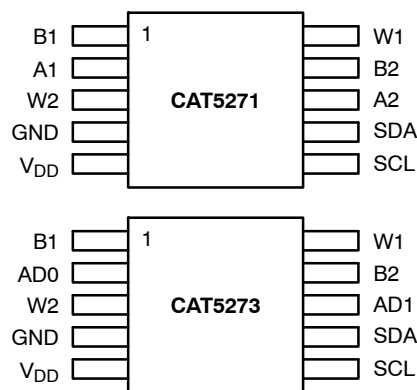 B1 1 W1
A1 B2
W2 CAT5271 A2
GND SDA
VDD SCL
B1 1 W1
AD0 B2
W2 CAT5273 AD1
GND SDA
VDD SCL